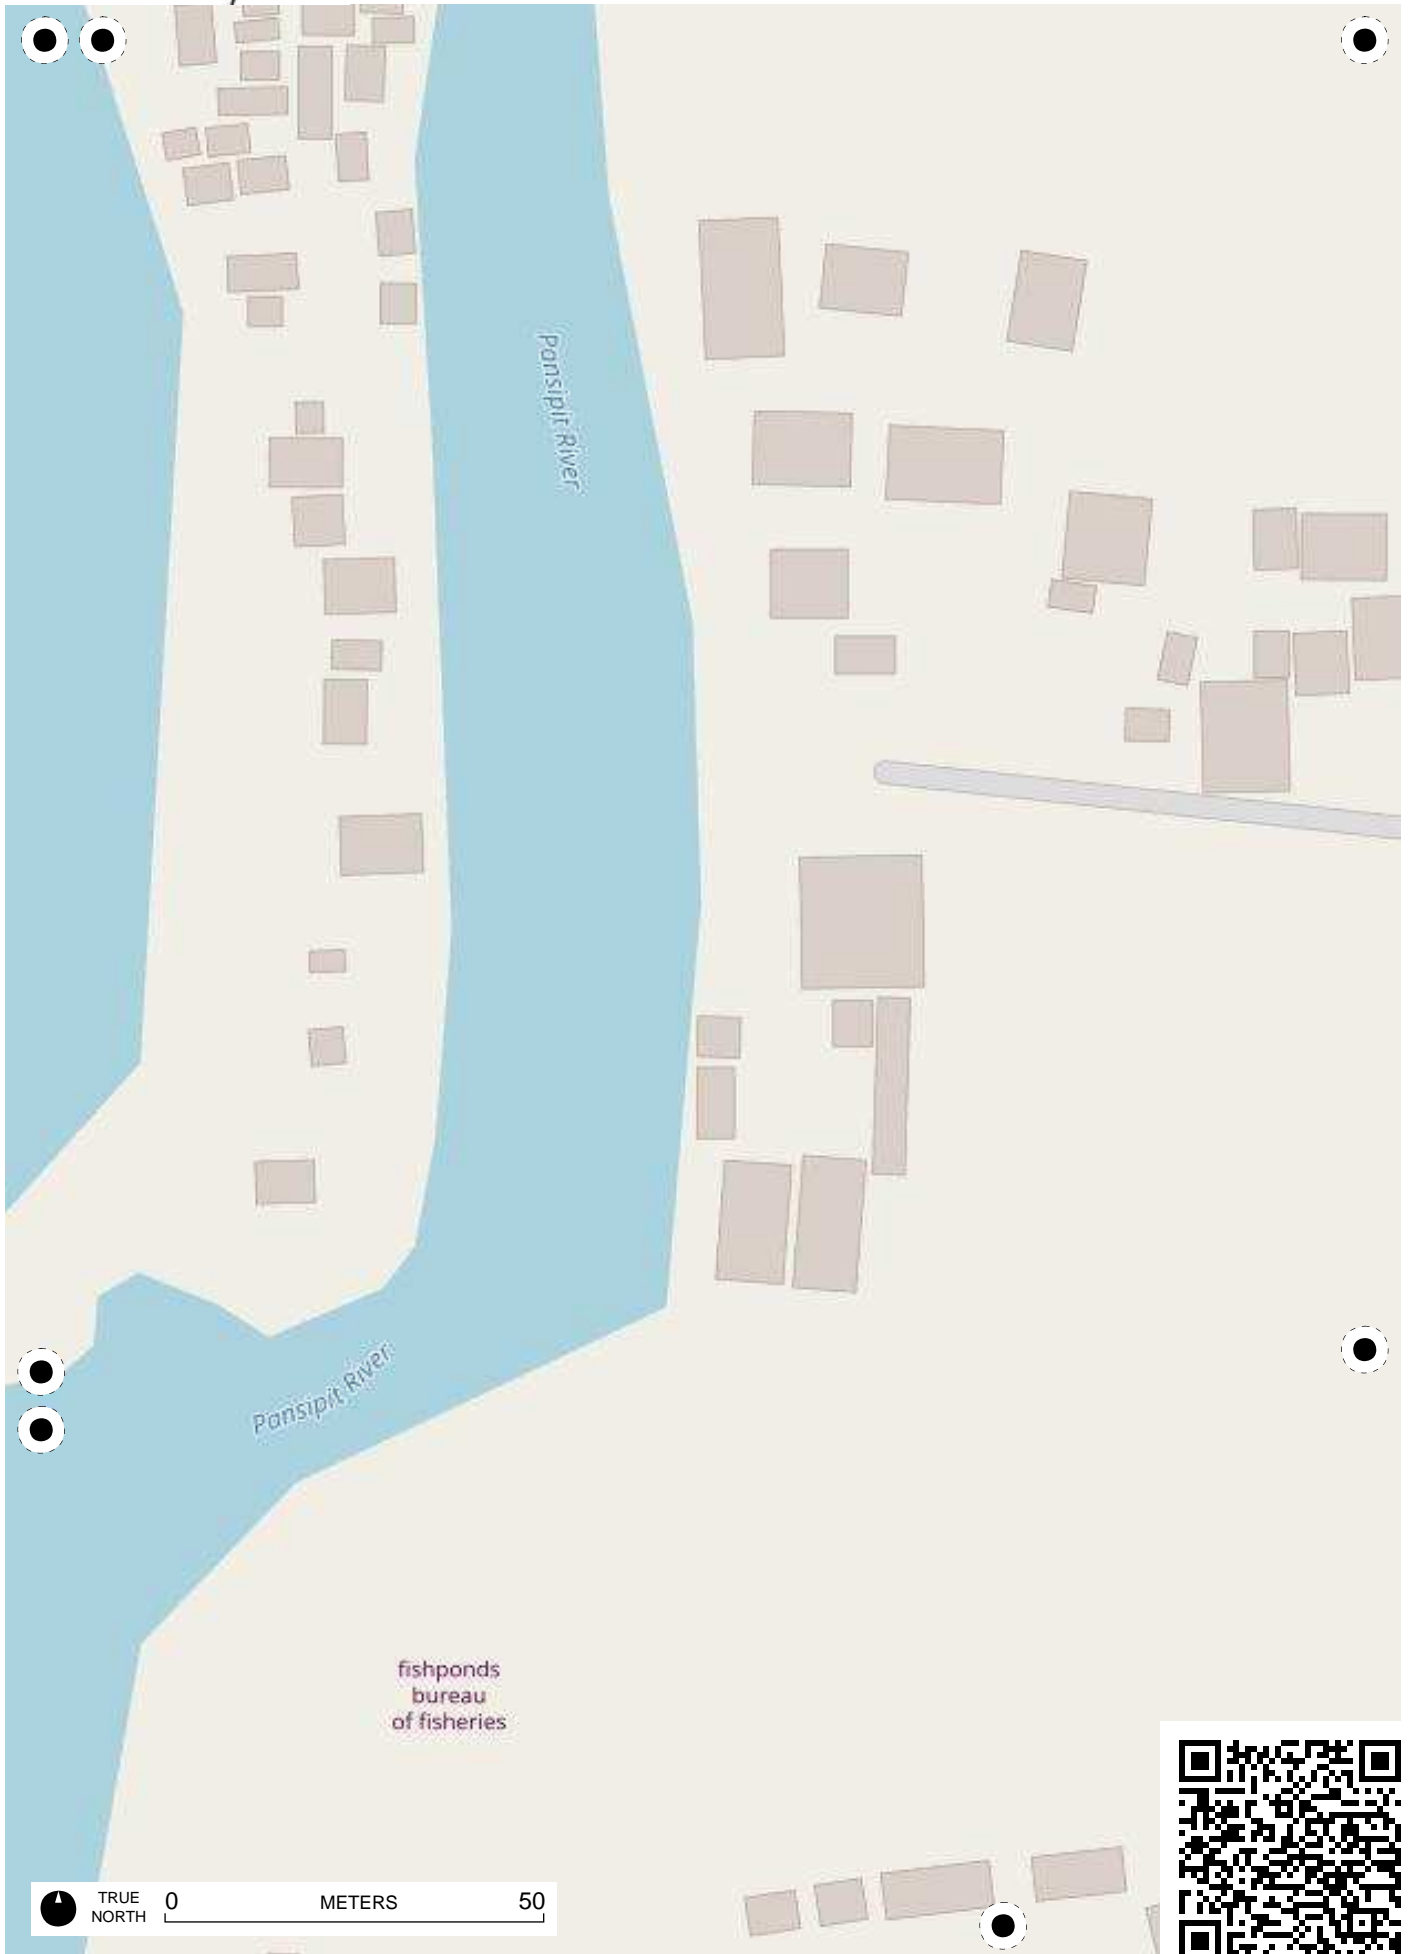 Pansipit River
Pansipit River
fishponds
bureau
of fisheries
TRUE
NORTH
0 METERS 50